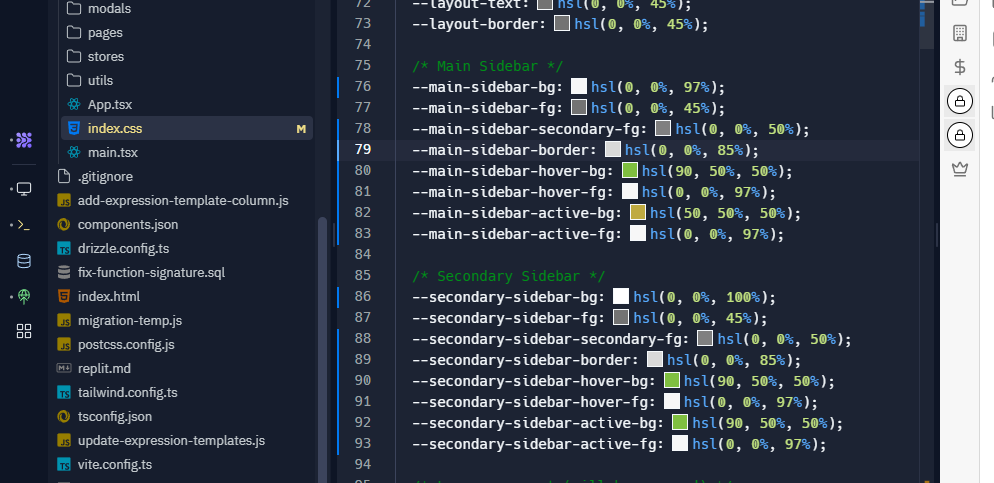 modals
pages
stores
utils
App.tsx
index.css M
main.tsx
.gitignore
add-expression-template-column.js
components.json
drizzle.config.ts
fix-function-signature.sql
index.html
migration-temp.js
postcss.config.js
replit.md
tailwind.config.ts
tsconfig.json
update-expression-templates.js
vite.config.ts
72 --layout-text: hsl(0, 0%, 45%);
73 --layout-border: hsl(0, 0%, 45%);
74
75 /* Main Sidebar */
76 --main-sidebar-bg: hsl(0, 0%, 97%);
77 --main-sidebar-fg: hsl(0, 0%, 45%);
78 --main-sidebar-secondary-fg: hsl(0, 0%, 50%);
79 --main-sidebar-border: hsl(0, 0%, 85%);
80 --main-sidebar-hover-bg: hsl(90, 50%, 50%);
81 --main-sidebar-hover-fg: hsl(0, 0%, 97%);
82 --main-sidebar-active-bg: hsl(50, 50%, 50%);
83 --main-sidebar-active-fg: hsl(0, 0%, 97%);
84
85 /* Secondary Sidebar */
86 --secondary-sidebar-bg: hsl(0, 0%, 100%);
87 --secondary-sidebar-fg: hsl(0, 0%, 45%);
88 --secondary-sidebar-secondary-fg: hsl(0, 0%, 50%);
89 --secondary-sidebar-border: hsl(0, 0%, 85%);
90 --secondary-sidebar-hover-bg: hsl(90, 50%, 50%);
91 --secondary-sidebar-hover-fg: hsl(0, 0%, 97%);
92 --secondary-sidebar-active-bg: hsl(90, 50%, 50%);
93 --secondary-sidebar-active-fg: hsl(0, 0%, 97%);
94